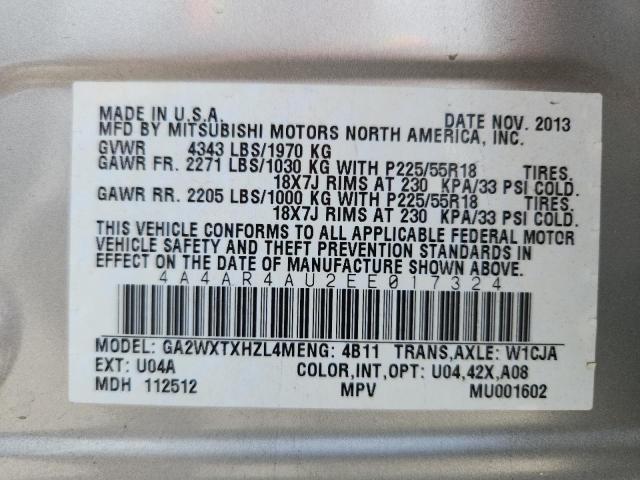 MADE IN U.S.A. DATE NOV. 2013
MFD BY MITSUBISHI MOTORS NORTH AMERICA, INC.
GVWR 4343 LBS/1970 KG
GAWR FR. 2271 LBS/1030 KG WITH P225/55R18 TIRES.
18X7J RIMS AT 230 KPA/33 PSI COLD.
GAWR RR. 2205 LBS/1000 KG WITH P225/55R18 TIRES.
18X7J RIMS AT 230 KPA/33 PSI COLD.
THIS VEHICLE CONFORMS TO ALL APPLICABLE FEDERAL MOTOR
VEHICLE SAFETY AND THEFT PREVENTION STANDARDS IN
EFFECT ON THE DATE OF MANUFACTURE SHOWN ABOVE.
4A4AR4AU2EE017324
MODEL: GA2WXTXHZL4MENG: 4B11 TRANS,AXLE: W1CJA
EXT: U04A COLOR,INT,OPT: U04,42X,A08
MDH 112512 MPV MU001602